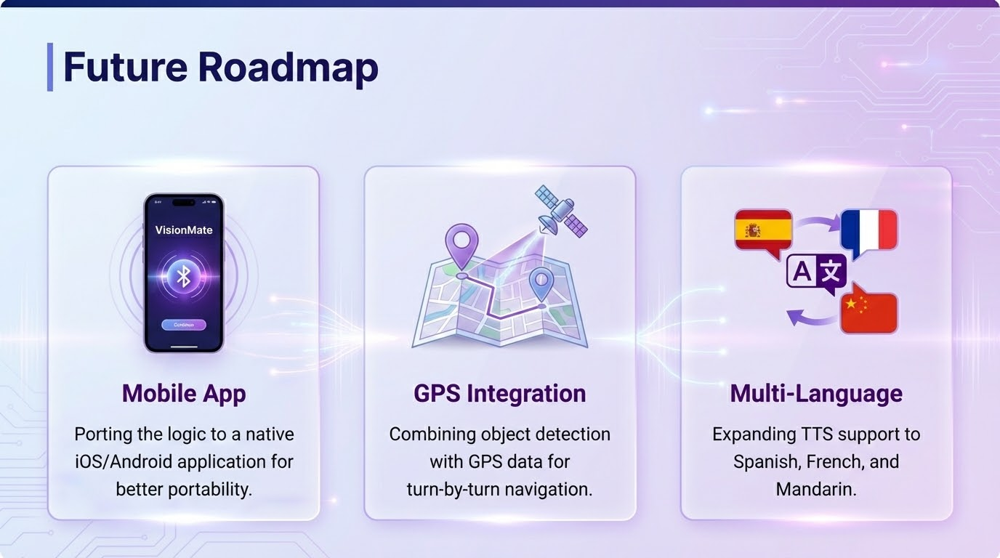 Future Roadmap
VisionMate
Continue
Mobile App
Porting the logic to a native
iOS/Android application for
better portability.
GPS Integration
Combining object detection
with GPS data for
turn-by-turn navigation.
A 文
Multi-Language
Expanding TTS support to
Spanish, French, and
Mandarin.